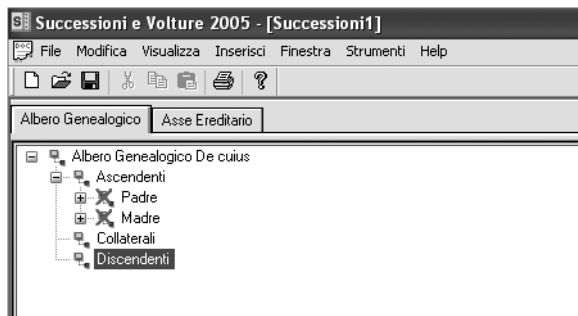 Successioni e Volture 2005 - [Successioni1]
File Modifica Visualizza Inserisci Finestra Strumenti Help
Albero Genealogico Asse Ereditario
Albero Genealogico De cuius
Ascendenti
Padre
Madre
Collaterali
Discendenti